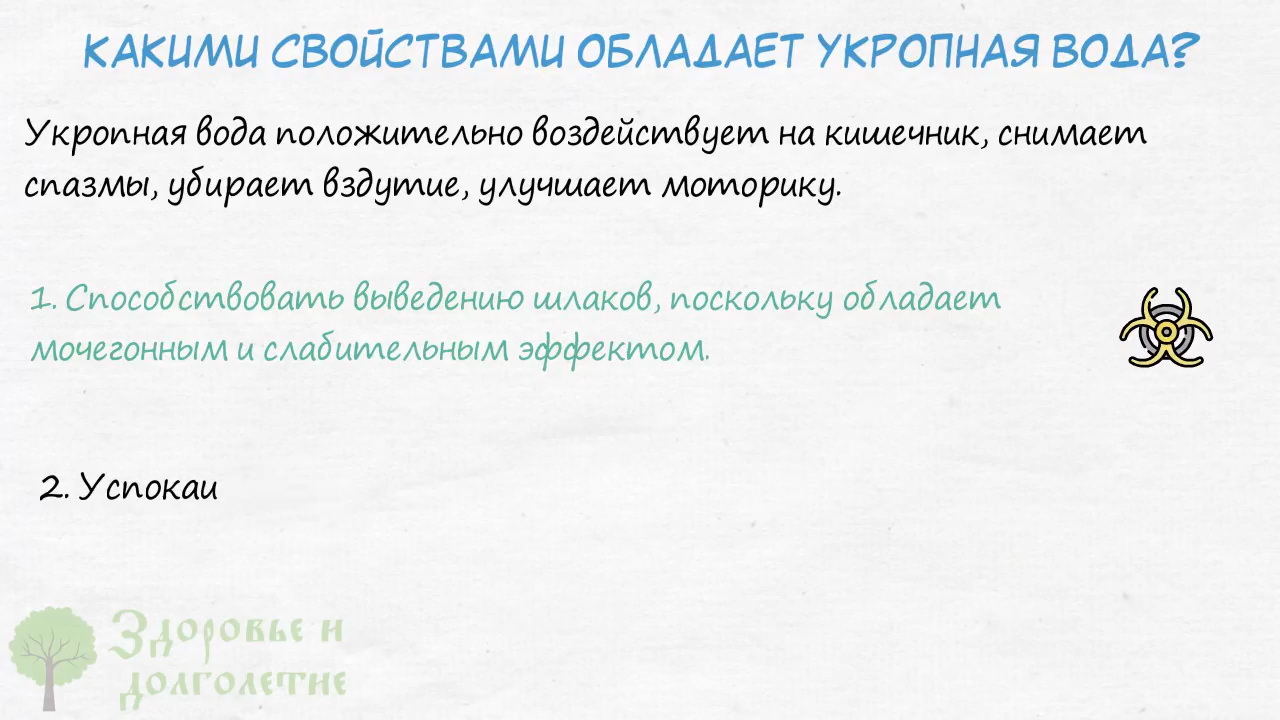 КАКИМИ СВОЙСТВАМИ ОБЛАДАЕТ УКРОПНАЯ ВОДА?
Укропная вода положительно воздействует на кишечник, снимает
спазмы, убирает вздутие, улучшает моторику.
1. Способствовать выведению шлаков, поскольку обладает
мочегонным и слабительным эффектом.
2. Успокаи
Здоровье и
долголетие